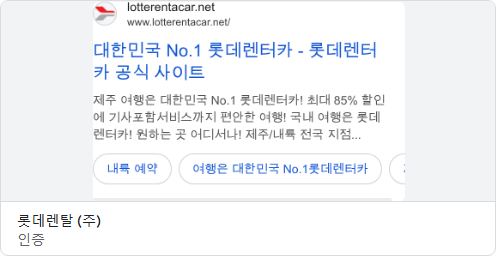 lotterentacar.net
www.lotterentacar.net/
대한민국 No.1 롯데렌터카 - 롯데렌터
카 공식 사이트
제주 여행은 대한민국 No.1 롯데렌터카! 최대 85% 할인
에 기사포함서비스까지 편안한 여행! 국내 여행은 롯데
렌터카! 원하는 곳 어디서나! 제주/내륙 전국 지점...
내륙 예약 여행은 대한민국 No.1롯데렌터카
롯데렌탈 (주)
인증